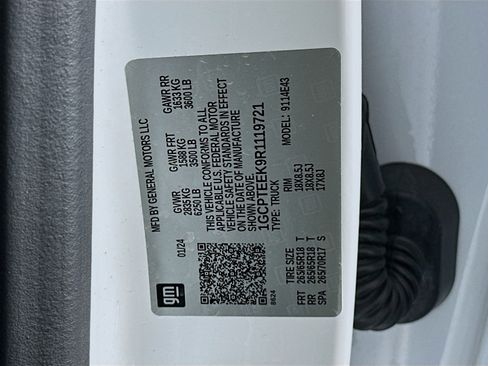 MFD BY GENERAL MOTORS LLC
01/24 GVWR GAWR FRT GAWR RR
2835 KG 1588 KG 1633 KG
6250 LB 3500 LB 3600 LB
THIS VEHICLE CONFORMS TO ALL
APPLICABLE U.S. FEDERAL MOTOR
VEHICLE SAFETY STANDARDS IN EFFECT
ON THE DATE OF MANUFACTURE
SHOWN ABOVE.
1GCPTEEK9R1119721
TYPE: TRUCK MODEL: 9114E43
gm
8624
TIRE SIZE RIM
FRT 265/65R18 T 18X8.5J
RR 265/65R18 T 18X8.5J
SPA 265/70R17 S 17X8J